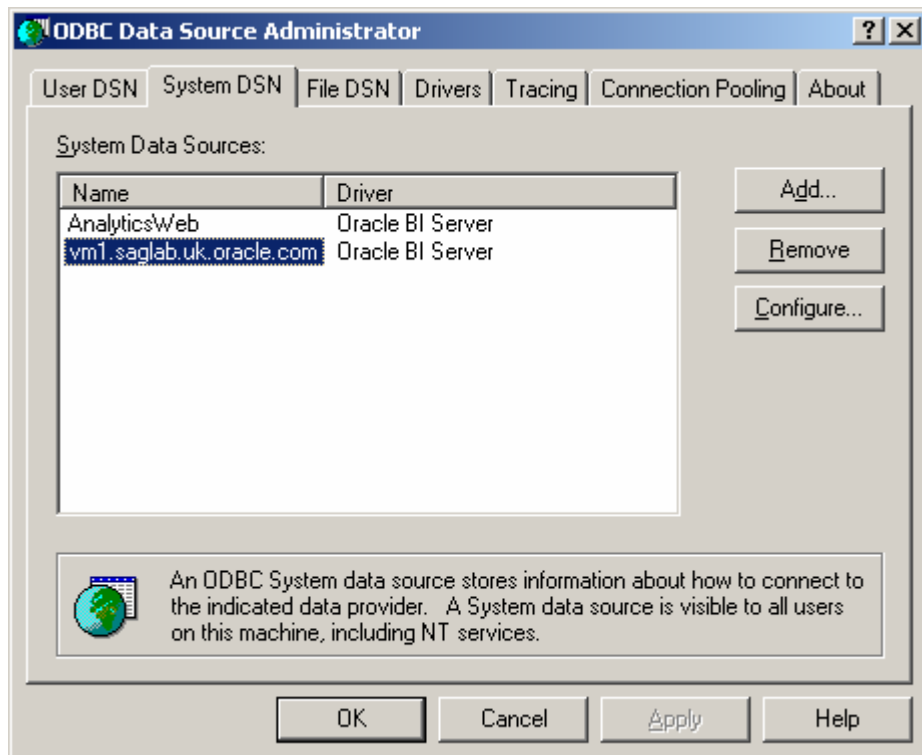 ODBC Data Source Administrator
User DSN System DSN File DSN Drivers Tracing Connection Pooling About
System Data Sources:
Name Driver
AnalyticsWeb Oracle BI Server
vm1.saglab.uk.oracle.com Oracle BI Server
Add...
Remove
Configure...
An ODBC System data source stores information about how to connect to
the indicated data provider. A System data source is visible to all users
on this machine, including NT services.
OK Cancel Apply Help